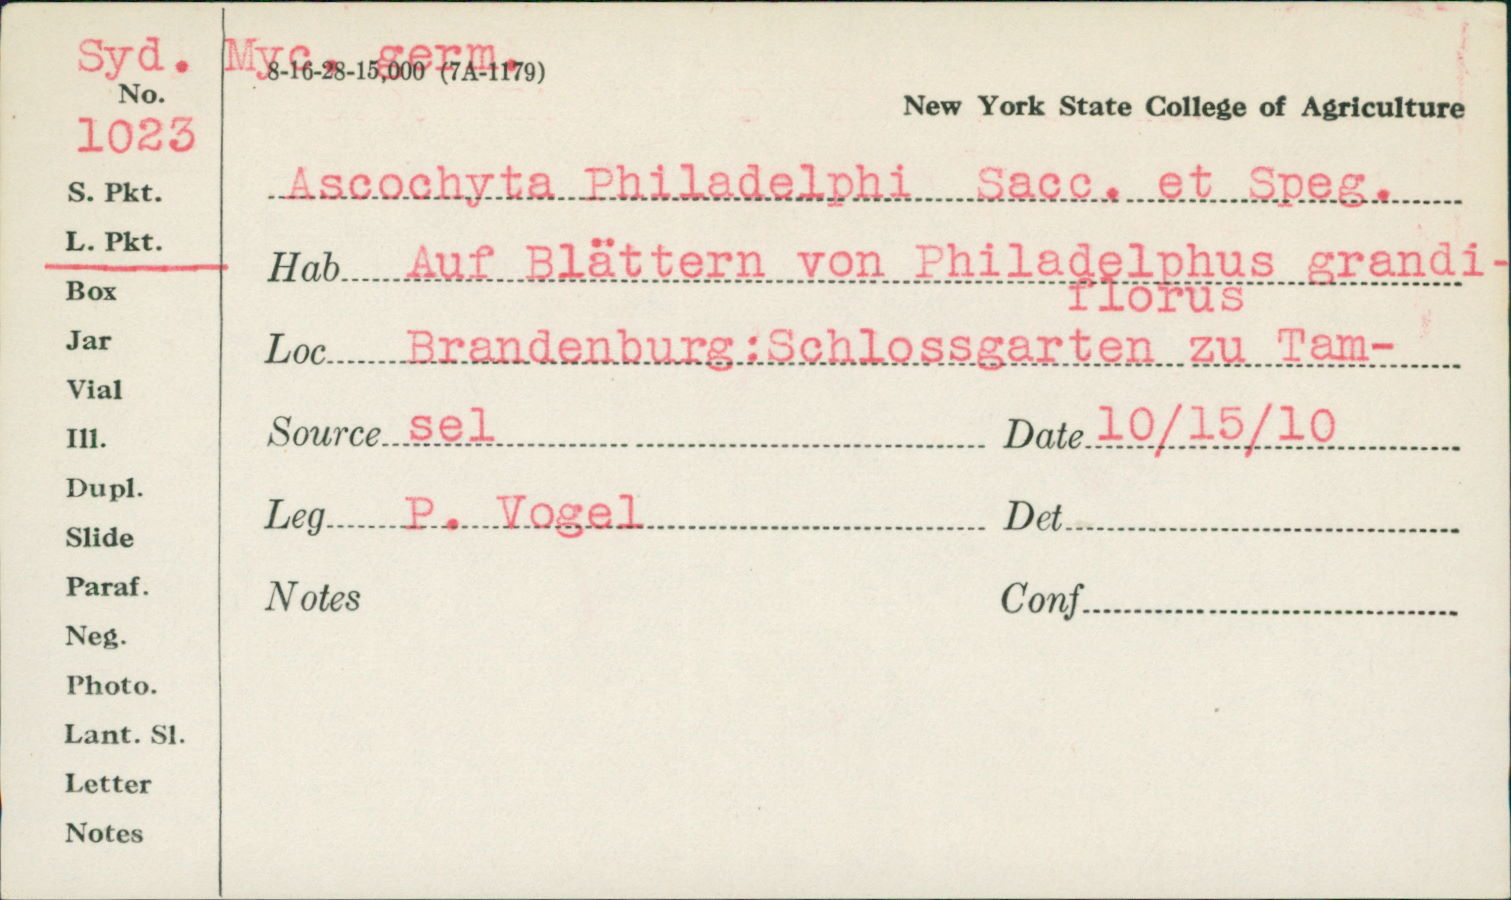 Syd. Myc. germ.
8-16-28-15,000 (7A-1179)
No.
New York State College of Agriculture
1023
S. Pkt.
Ascochyta Philadelphi Sacc. et Speg.
L. Pkt.
Hab Auf Blättern von Philadelphus grandi-
florus
Box
Jar
Loc Brandenburg:Schlossgarten zu Tam-
Vial
Ill.
Source sel Date 10/15/10
Dupl.
Leg P. Vogel Det
Slide
Paraf.
Notes Conf
Neg.
Photo.
Lant. Sl.
Letter
Notes